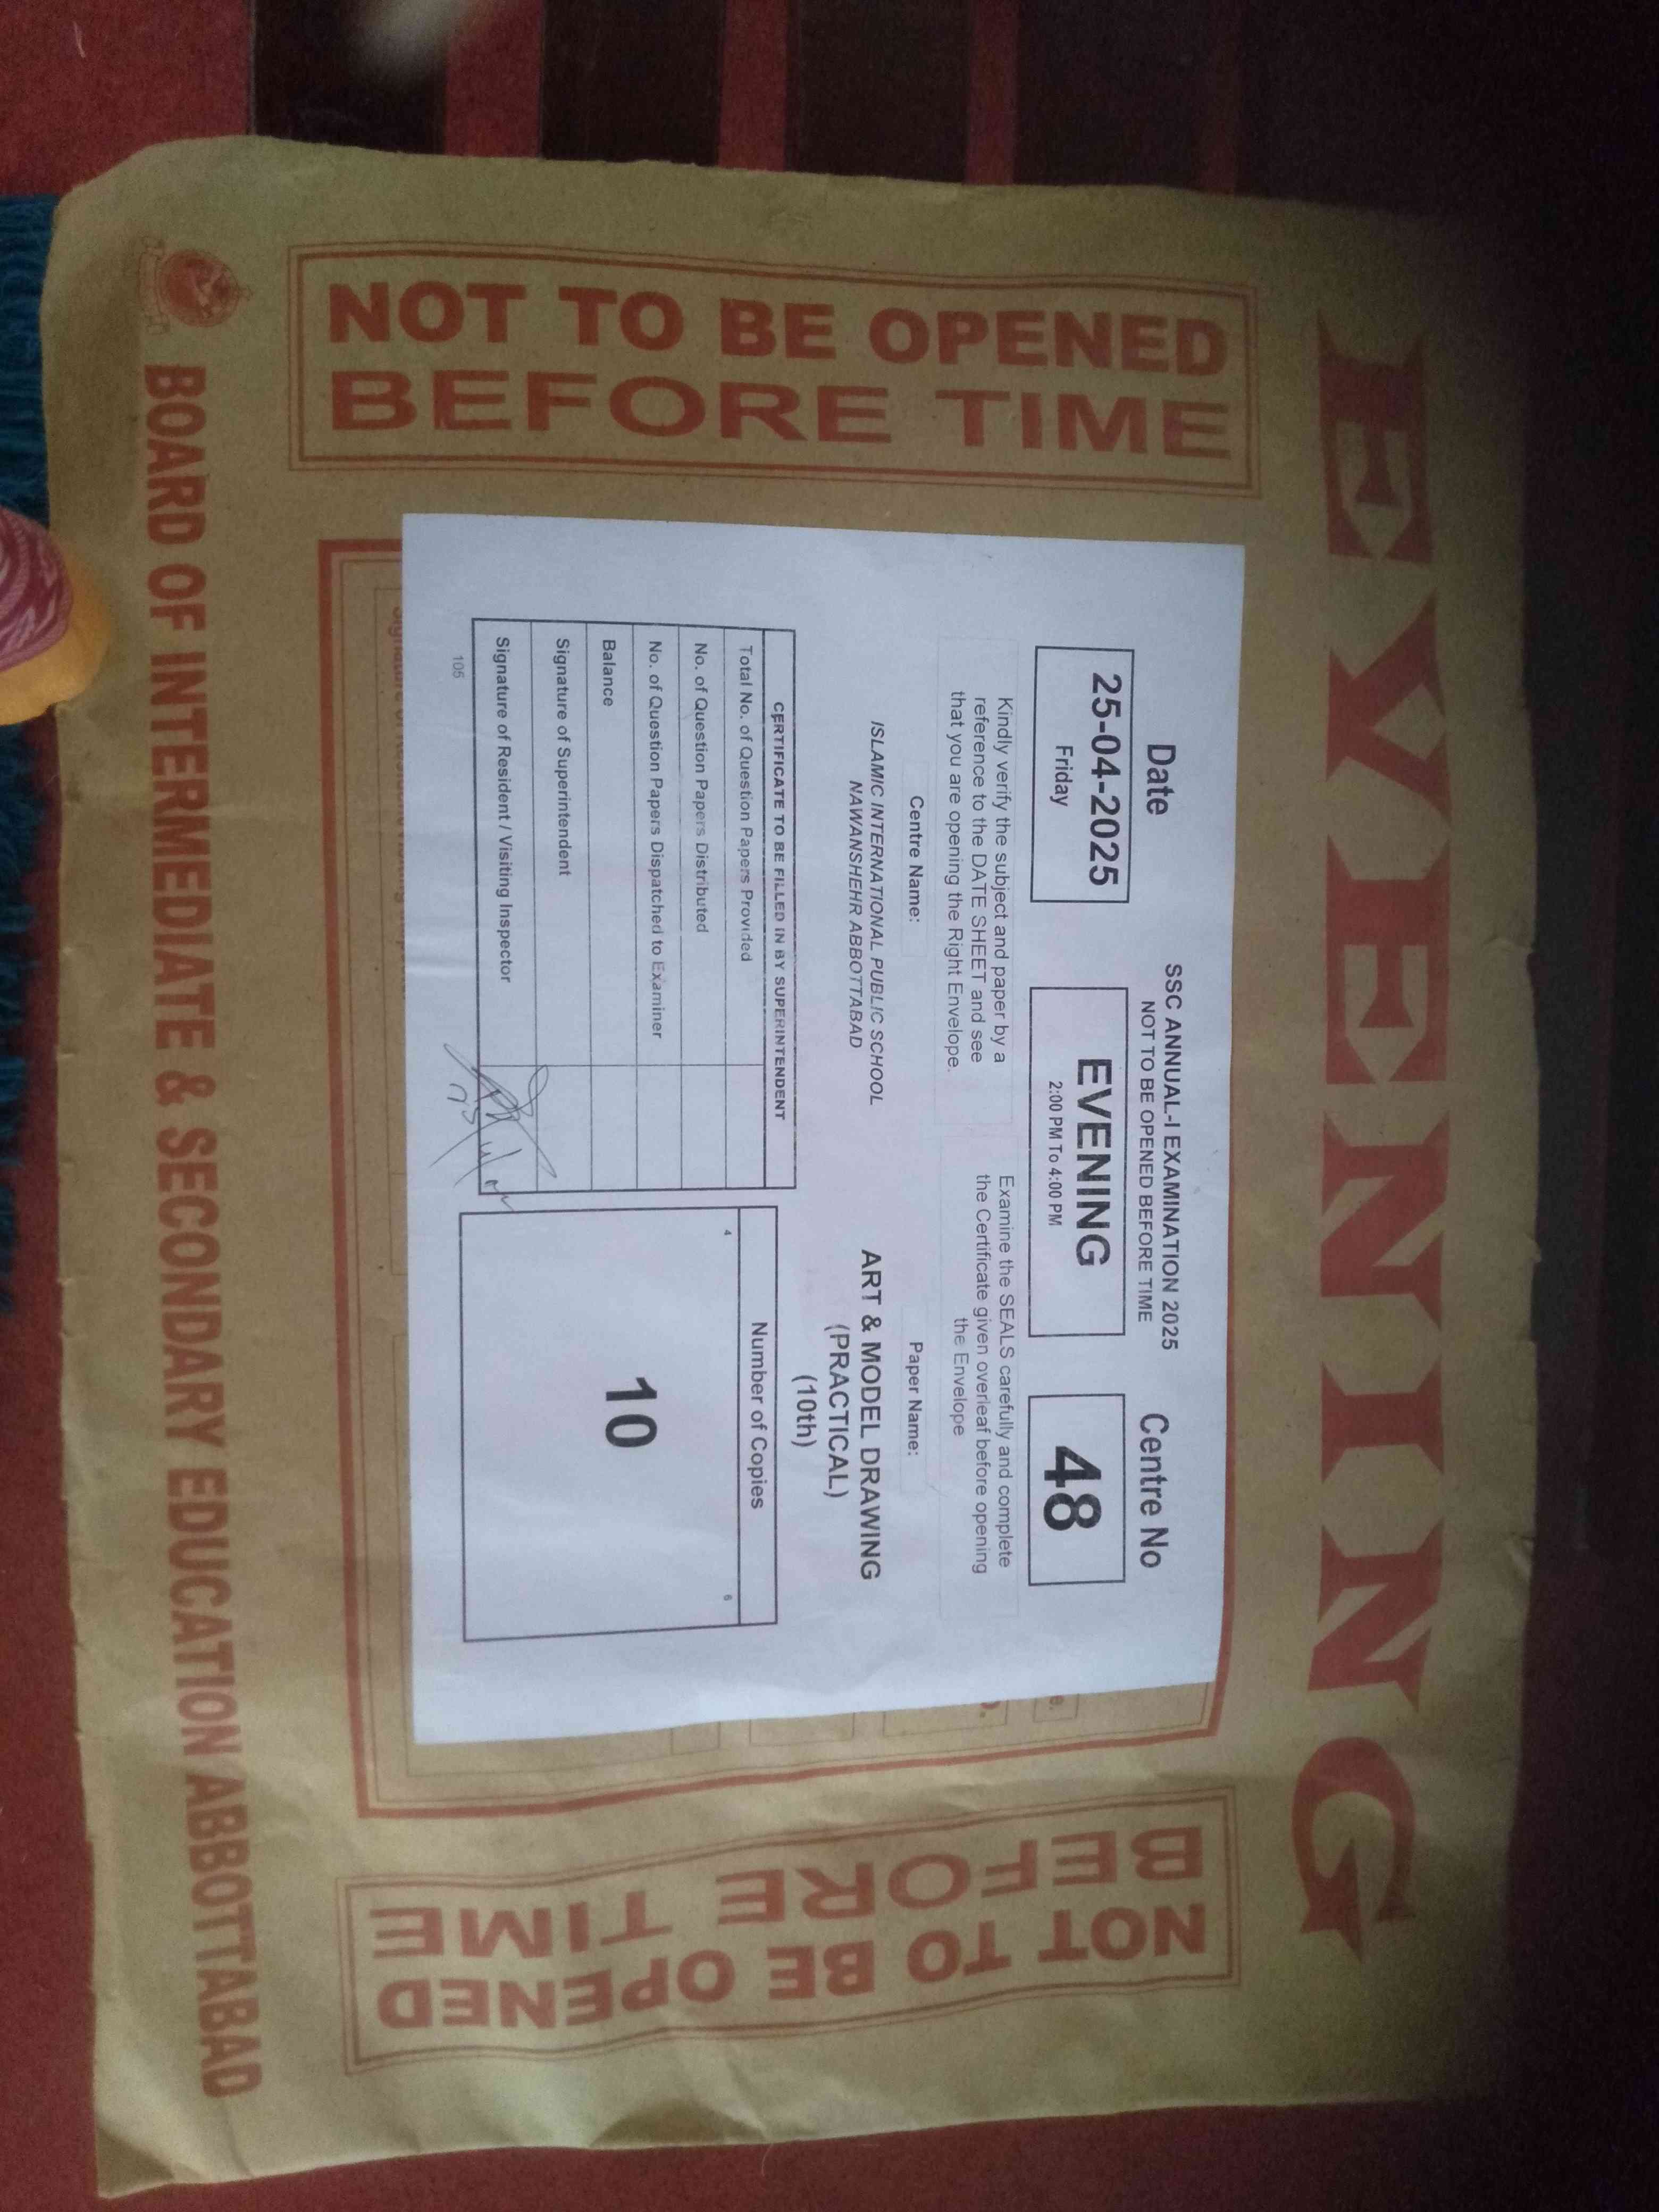 EVENING
NOT TO BE OPENED
BEFORE TIME
Date
SSC ANNUAL-I EXAMINATION 2025
NOT TO BE OPENED BEFORE TIME
Centre No
25-04-2025
Friday
EVENING
2:00 PM To 4:00 PM
48
Kindly verify the subject and paper by a
reference to the DATE SHEET and see
that you are opening the Right Envelope.
Examine the SEALS carefully and complete
the Certificate given overleaf before opening
the Envelope
Centre Name:
Paper Name:
ISLAMIC INTERNATIONAL PUBLIC SCHOOL
NAWANSHEHR ABBOTTABAD
ART & MODEL DRAWING
(PRACTICAL)
(10th)
CERTIFICATE TO BE FILLED IN BY SUPERINTENDENT
Total No. of Question Papers Provided
No. of Question Papers Distributed
No. of Question Papers Dispatched to Examiner
Balance
Signature of Superintendent
Signature of Resident / Visiting Inspector
105
Number of Copies
4
6
10
NOT TO BE OPENED
BEFORE TIME
BOARD OF INTERMEDIATE & SECONDARY EDUCATION ABBOTTABAD